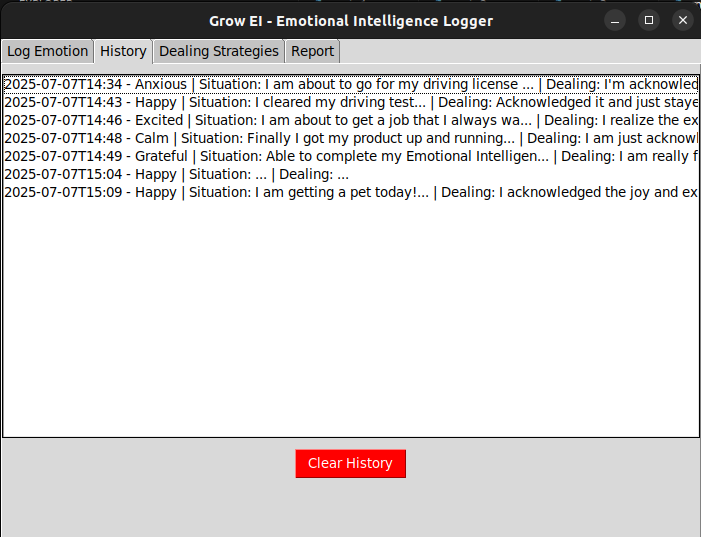 Grow EI - Emotional Intelligence Logger
Log Emotion History Dealing Strategies Report
2025-07-07T14:34 - Anxious | Situation: I am about to go for my driving license ... | Dealing: I'm acknowled
2025-07-07T14:43 - Happy | Situation: I cleared my driving test... | Dealing: Acknowledged it and just staye
2025-07-07T14:46 - Excited | Situation: I am about to get a job that I always wa... | Dealing: I realize the ex
2025-07-07T14:48 - Calm | Situation: Finally I got my product up and running... | Dealing: I am just acknowl
2025-07-07T14:49 - Grateful | Situation: Able to complete my Emotional Intelligen... | Dealing: I am really f
2025-07-07T15:04 - Happy | Situation: ... | Dealing: ...
2025-07-07T15:09 - Happy | Situation: I am getting a pet today!... | Dealing: I acknowledged the joy and ex
Clear History